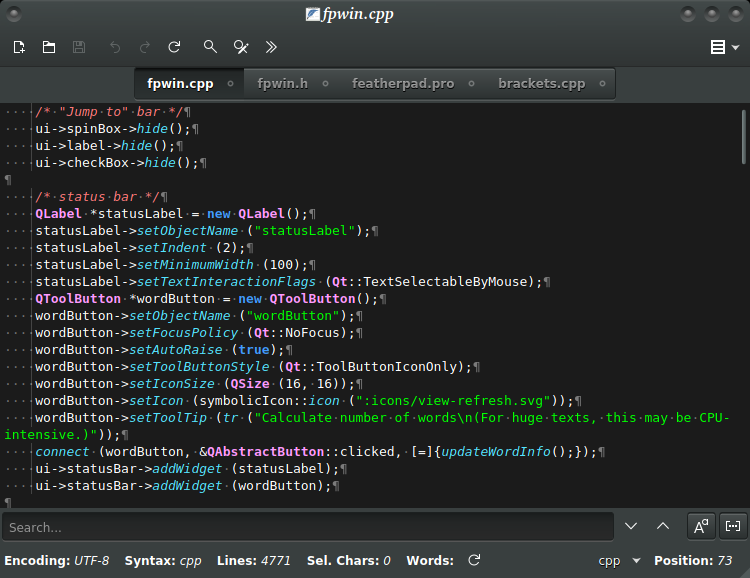 fpwin.cpp
fpwin.cpp fpwin.h featherpad.pro brackets.cpp
/* "Jump to" bar */¶
ui->spinBox->hide();¶
ui->label->hide();¶
ui->checkBox->hide();¶
¶
/* status bar */¶
QLabel *statusLabel = new QLabel();¶
statusLabel->setObjectName ("statusLabel");¶
statusLabel->setIndent (2);¶
statusLabel->setMinimumWidth (100);¶
statusLabel->setTextInteractionFlags (Qt::TextSelectableByMouse);¶
QToolButton *wordButton = new QToolButton();¶
wordButton->setObjectName ("wordButton");¶
wordButton->setFocusPolicy (Qt::NoFocus);¶
wordButton->setAutoRaise (true);¶
wordButton->setToolButtonStyle (Qt::ToolButtonIconOnly);¶
wordButton->setIconSize (QSize (16, 16));¶
wordButton->setIcon (symbolicIcon::icon (":icons/view-refresh.svg"));¶
wordButton->setToolTip (tr ("Calculate number of words\n(For huge texts, this may be CPU-
intensive.)"));¶
connect (wordButton, &QAbstractButton::clicked, [=]{updateWordInfo();});¶
ui->statusBar->addWidget (statusLabel);¶
ui->statusBar->addWidget (wordButton);¶
¶
Search...
Encoding: UTF-8 Syntax: cpp Lines: 4771 Sel. Chars: 0 Words: cpp Position: 73